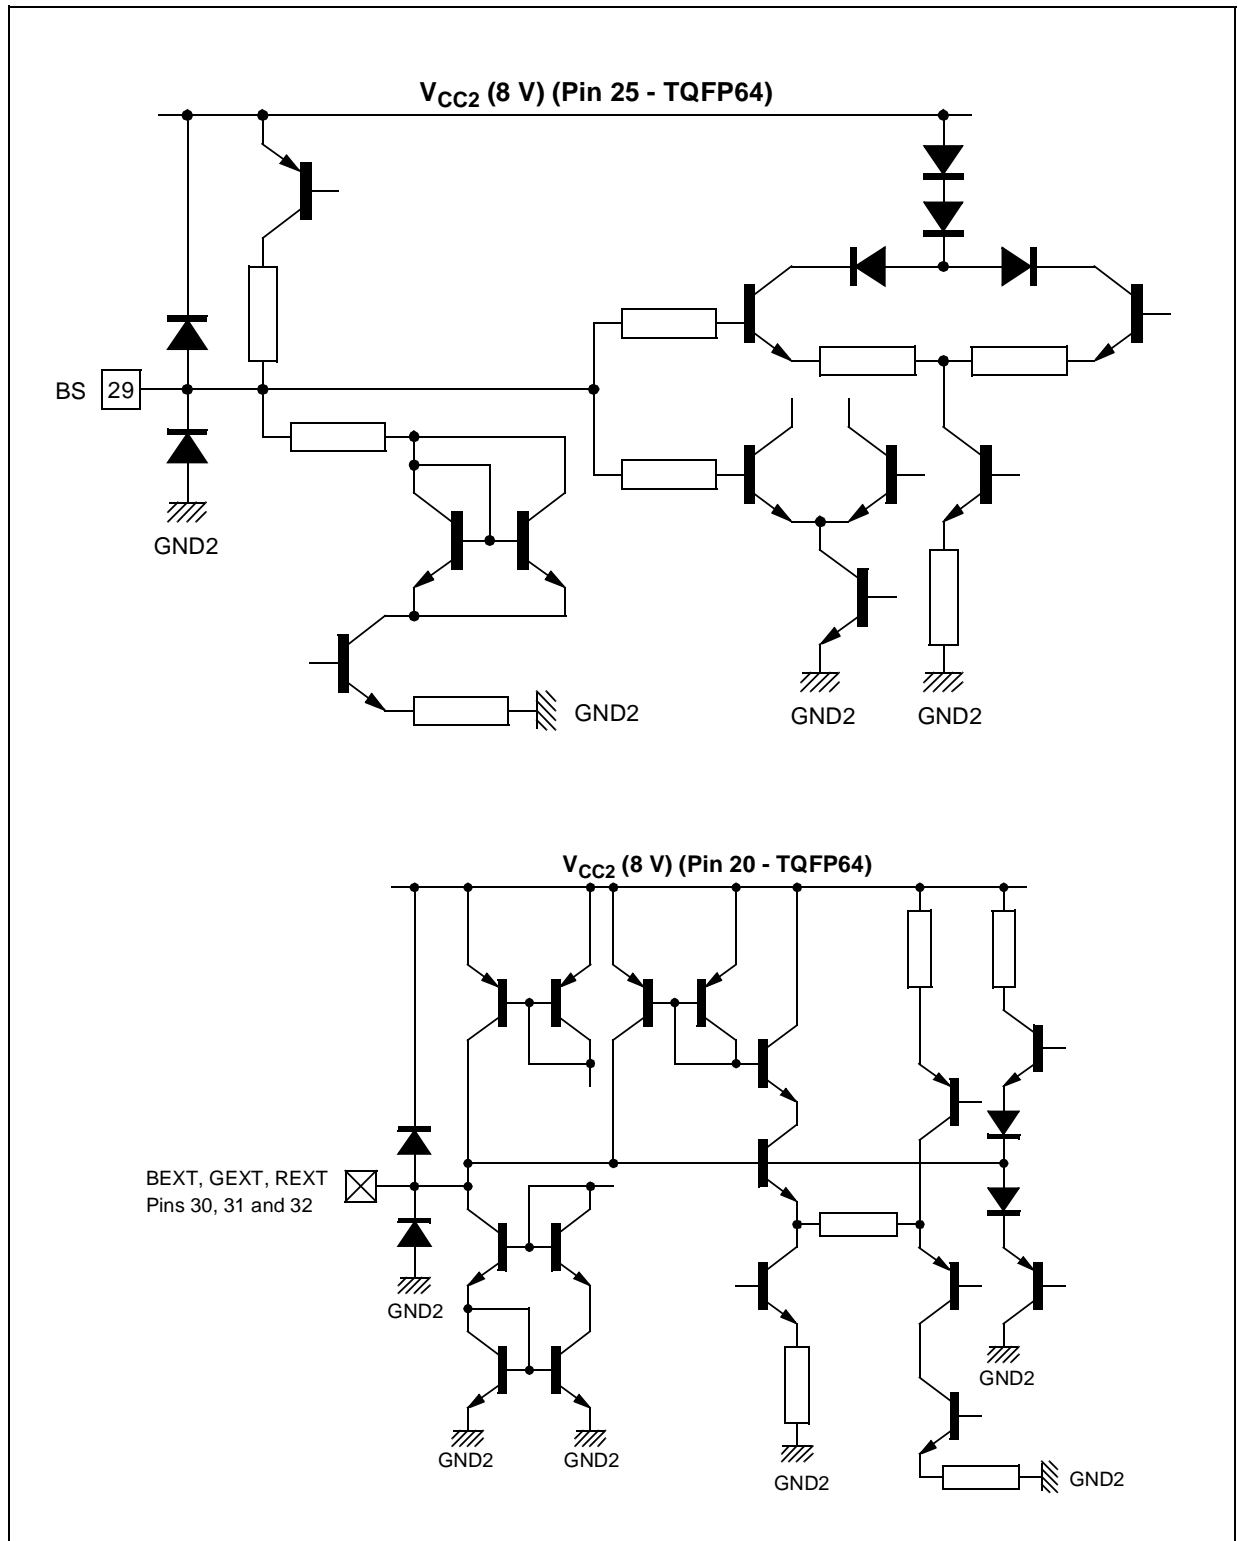 VCC2 (8 V) (Pin 25 - TQFP64)
BS 29
GND2
GND2
GND2 GND2
VCC2 (8 V) (Pin 20 - TQFP64)
BEXT, GEXT, REXT
Pins 30, 31 and 32
GND2
GND2
GND2 GND2
GND2
GND2